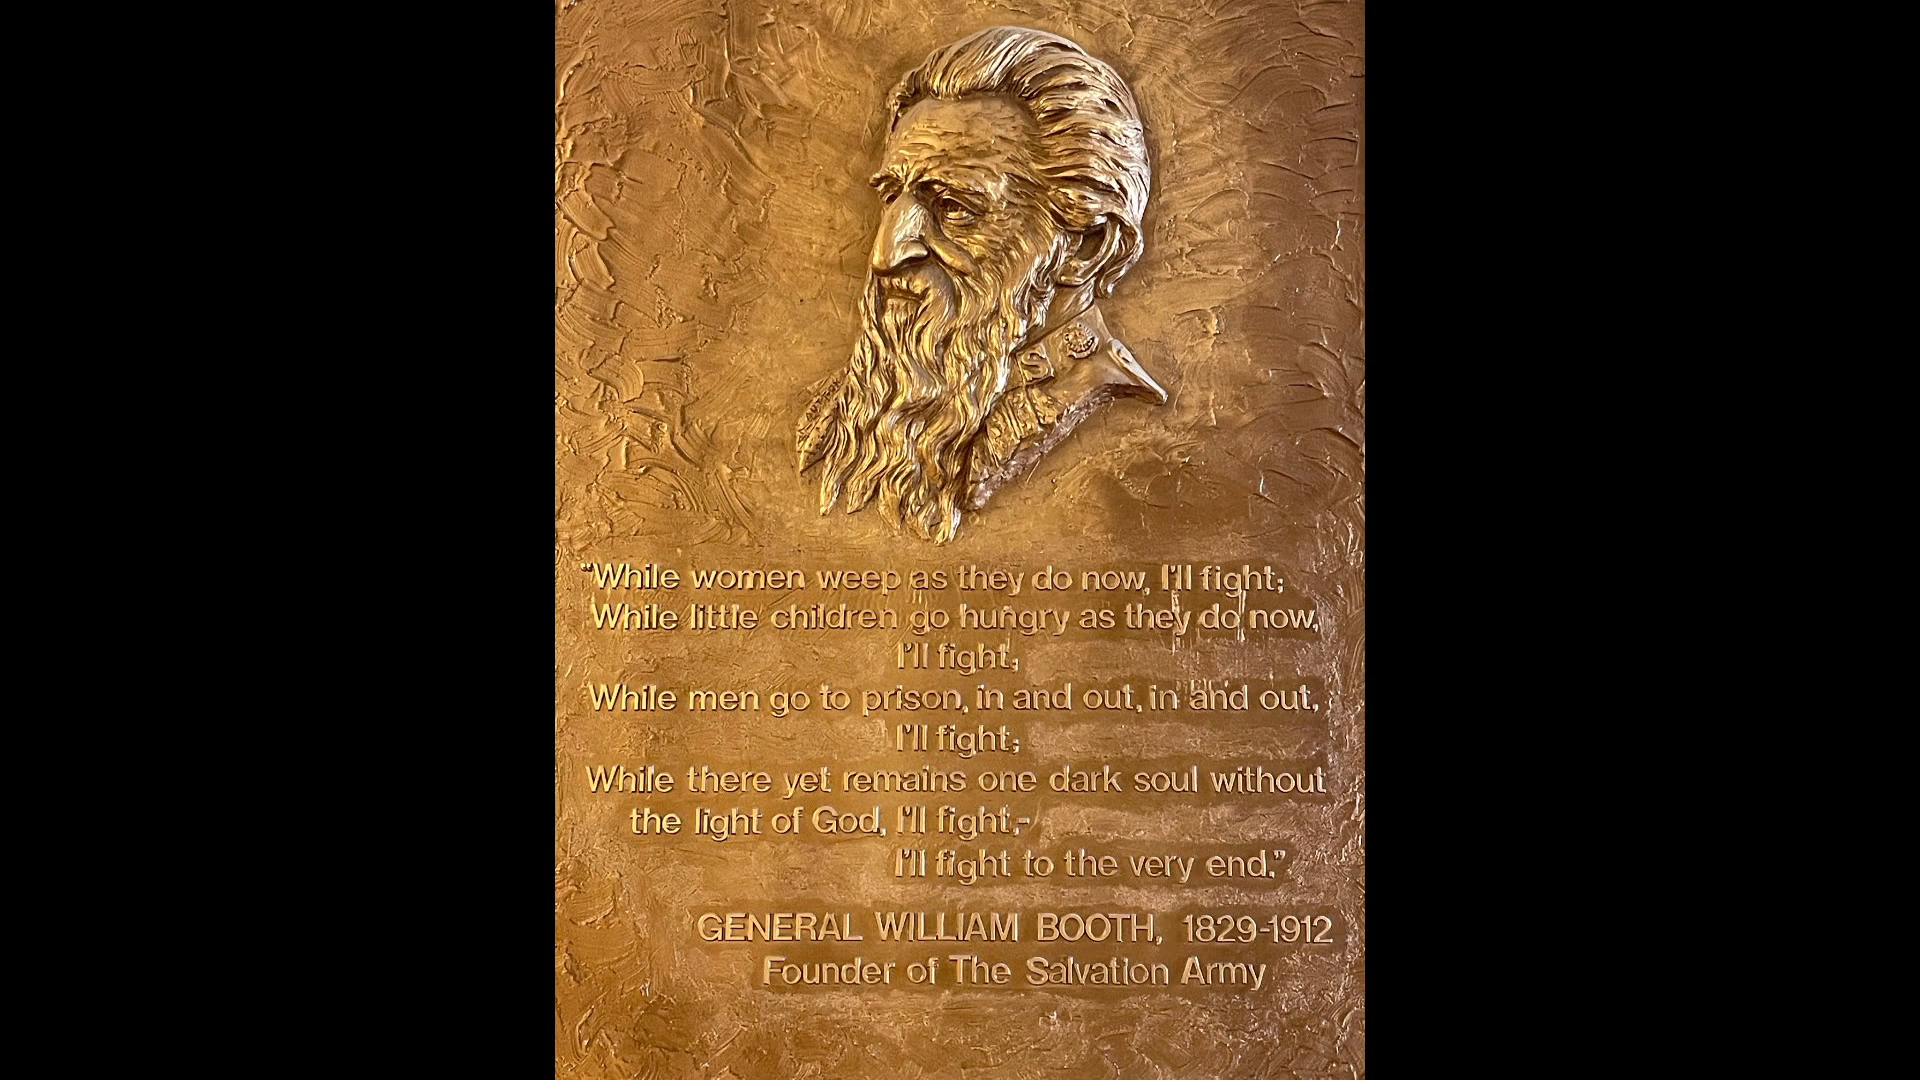 "While women weep as they do now, I'll fight;
While little children go hungry as they do now,
I'll fight;
While men go to prison, in and out, in and out,
I'll fight;
While there yet remains one dark soul without
the light of God, I'll fight,-
I'll fight to the very end."
GENERAL WILLIAM BOOTH, 1829-1912
Founder of The Salvation Army